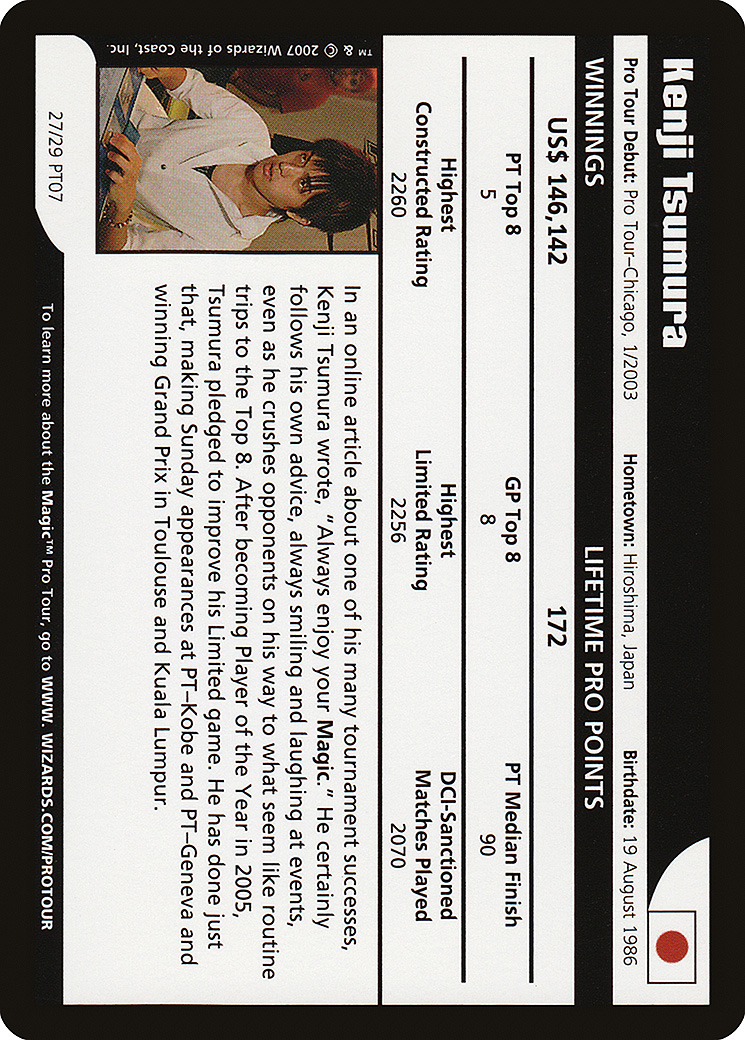 Kenji Tsumura
Pro Tour Debut: Pro Tour–Chicago, 1/2003 Hometown: Hiroshima, Japan Birthdate: 19 August 1986
WINNINGS LIFETIME PRO POINTS
US$ 146,142 172
PT Top 8 GP Top 8 PT Median Finish
5 8 90
Highest Highest DCI-Sanctioned
Constructed Rating Limited Rating Matches Played
2260 2256 2070
In an online article about one of his many tournament successes,
Kenji Tsumura wrote, "Always enjoy your Magic." He certainly
follows his own advice, always smiling and laughing at events,
even as he crushes opponents on his way to what seem like routine
trips to the Top 8. After becoming Player of the Year in 2005,
Tsumura pledged to improve his Limited game. He has done just
that, making Sunday appearances at PT–Kobe and PT–Geneva and
winning Grand Prix in Toulouse and Kuala Lumpur.
™ & © 2007 Wizards of the Coast, Inc.
27/29 PT07
To learn more about the Magic™ Pro Tour, go to WWW. WIZARDS.COM/PROTOUR